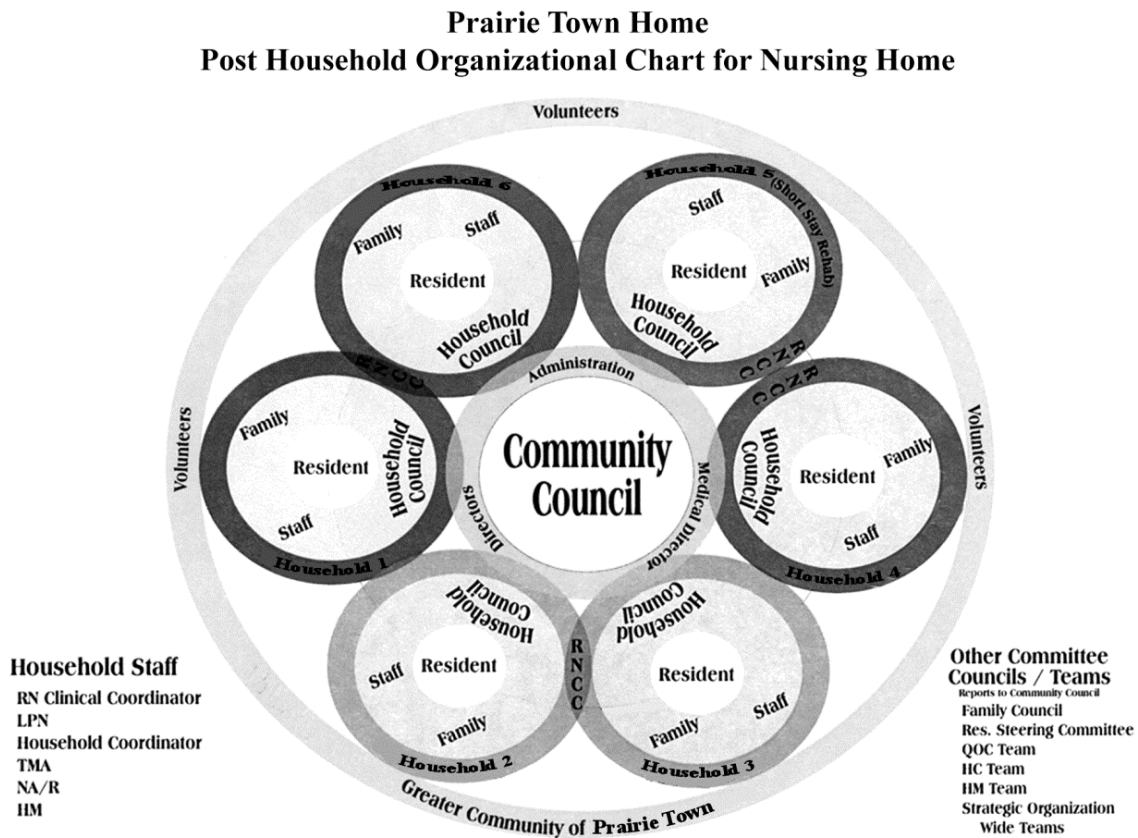 Prairie Town Home
Post Household Organizational Chart for Nursing Home
Volunteers
Household 6
Family
Staff
Resident
Household
Council
Household 5
(Short Stay Rehab)
Staff
Family
Resident
Household
Council
RNCC
RNCC
RNCC
Administration
Community
Council
Directors
Medical Director
Volunteers
Family
Household
Council
Resident
Staff
Household 1
Volunteers
Household
Council
Family
Resident
Staff
Household 4
Household
Council
Staff
Resident
Family
Household 2
RNCC
Household
Council
Resident
Staff
Family
Household 3
Greater Community of Prairie Town
Household Staff
RN Clinical Coordinator
LPN
Household Coordinator
TMA
NA/R
HM
Other Committee
Councils / Teams
Reports to Community Council
Family Council
Res. Steering Committee
QOC Team
HC Team
HM Team
Strategic Organization
Wide Teams